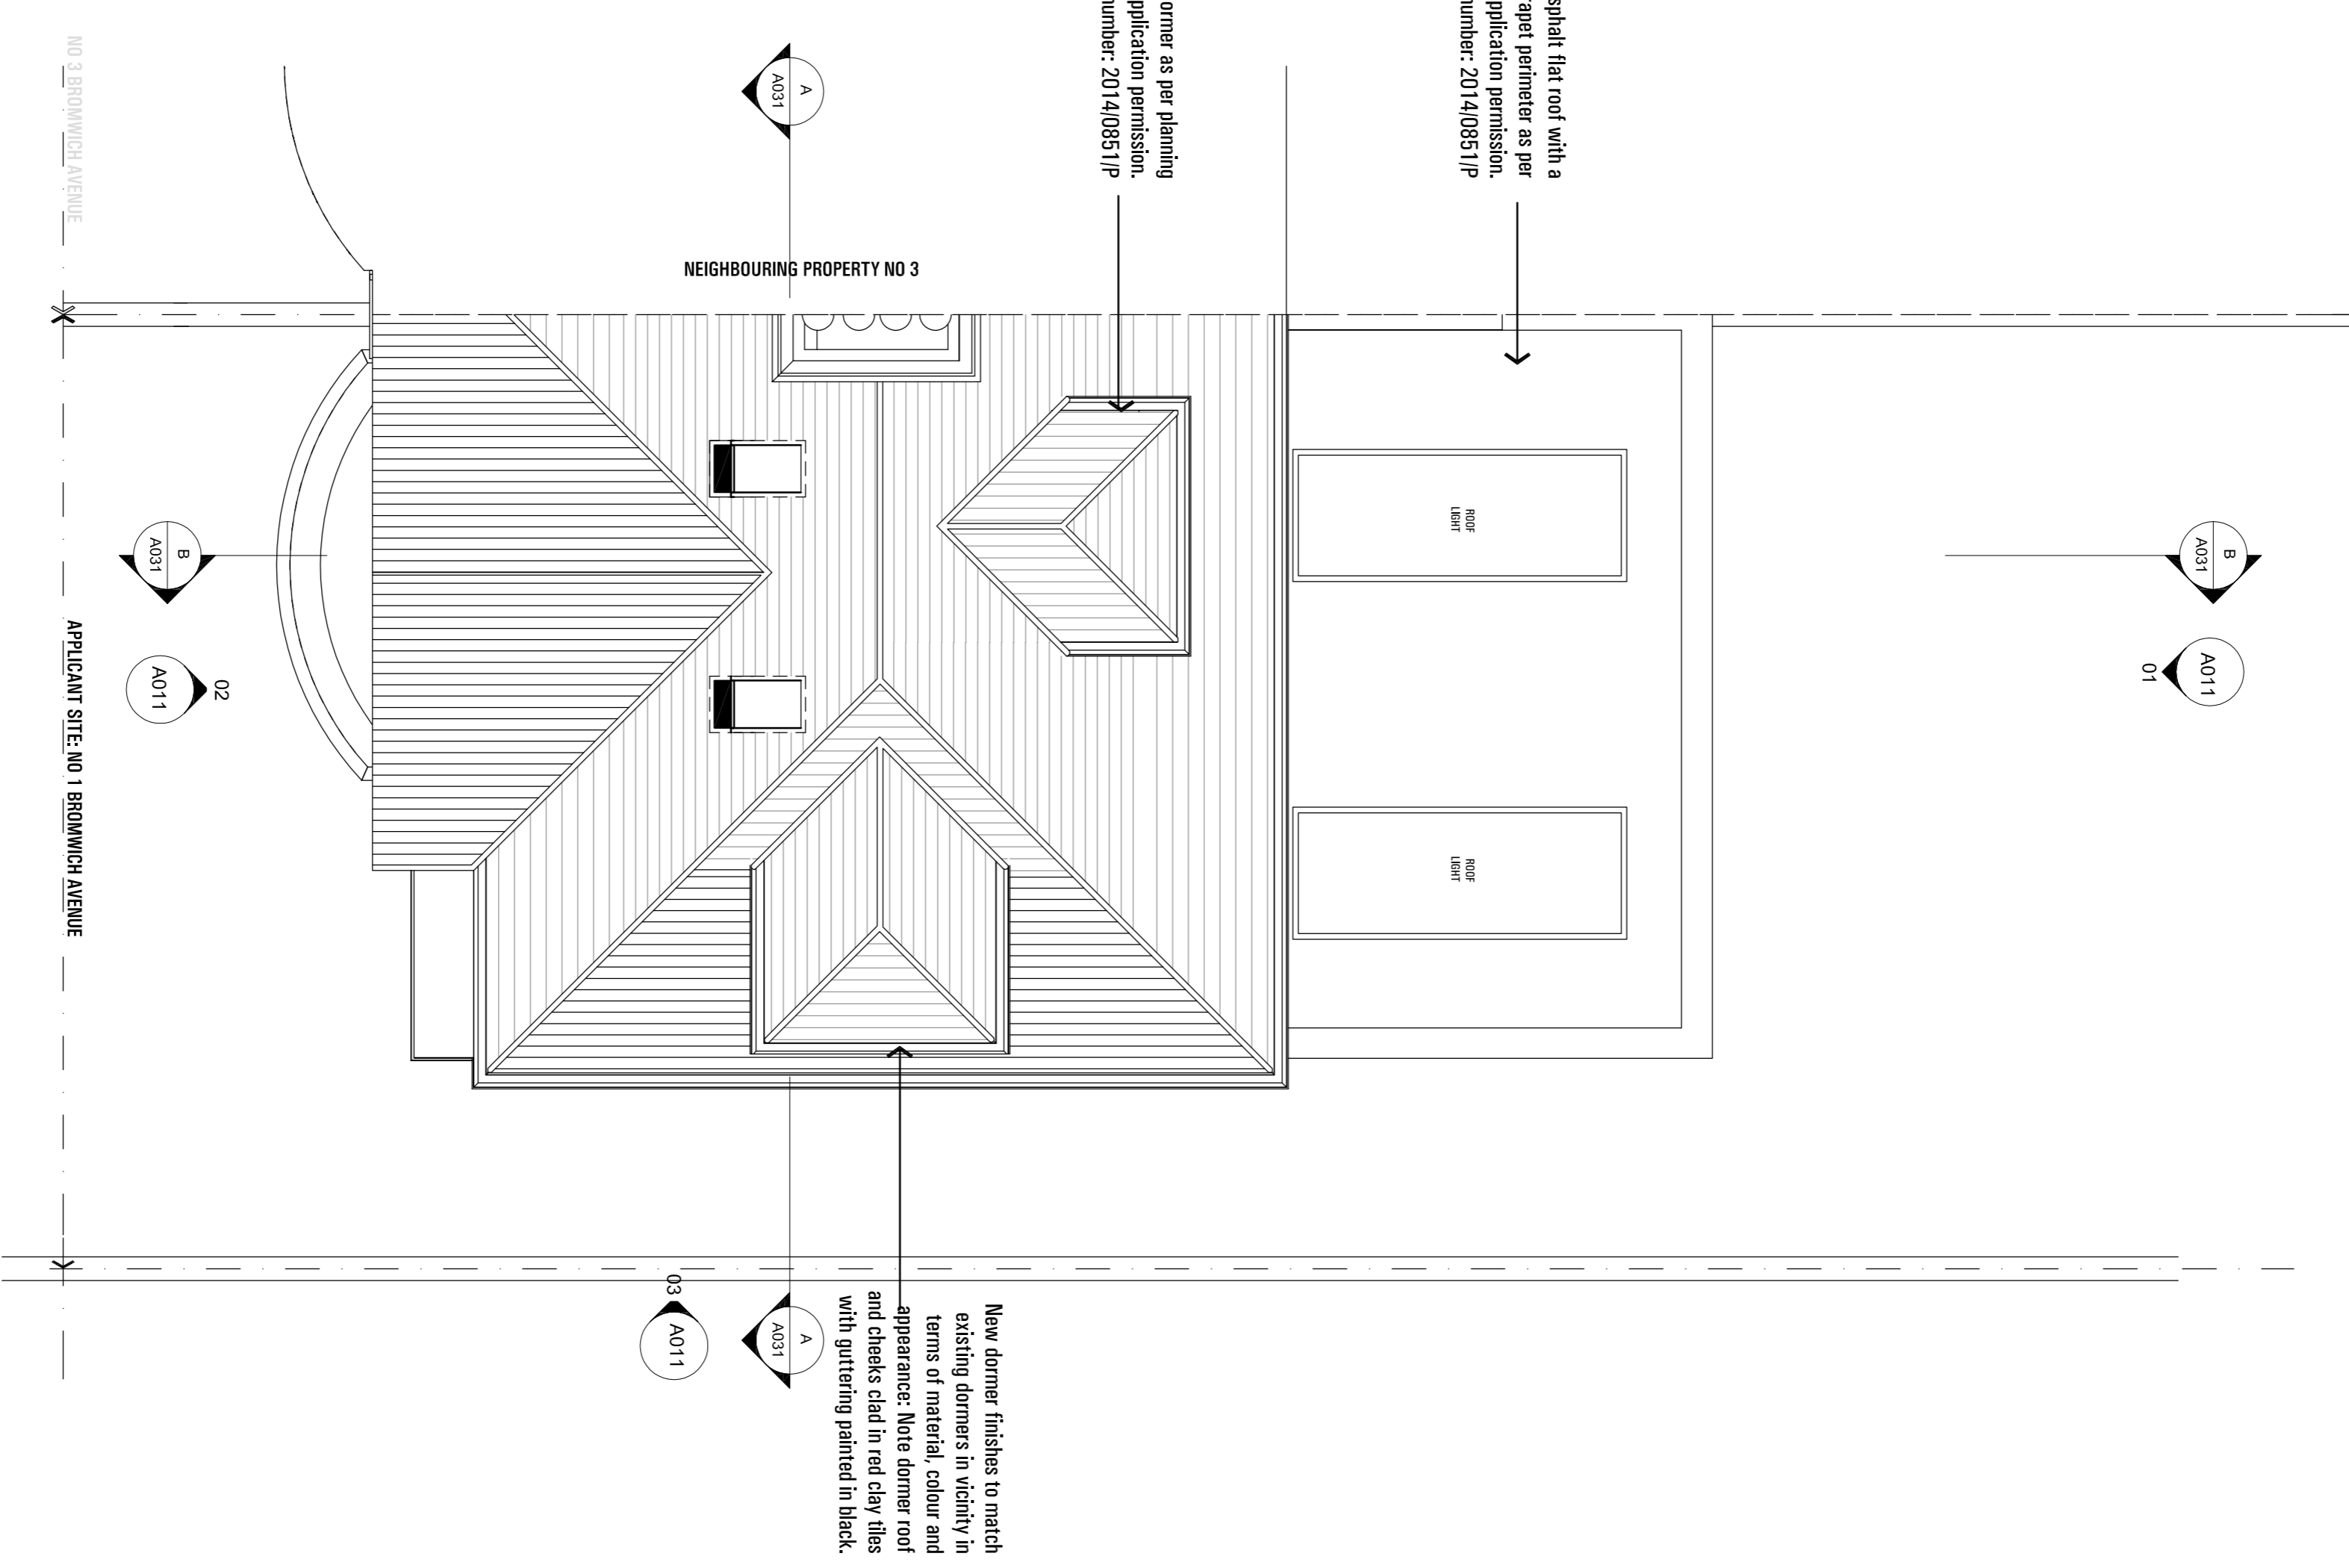 sphalt flat roof with a
rapet perimeter as per
pplication permission.
number: 2014/0851/P
ormer as per planning
pplication permission.
number: 2014/0851/P
NEIGHBOURING PROPERTY NO 3
NO 3 BROMWICH AVENUE
APPLICANT SITE: NO 1 BROMWICH AVENUE
A
A031
B
A031
B
A031
A011
01
A011
02
ROOF
LIGHT
ROOF
LIGHT
03
A011
A
A031
New dormer finishes to match
existing dormers in vicinity in
terms of material, colour and
appearance: Note dormer roof
and cheeks clad in red clay tiles
with guttering painted in black.